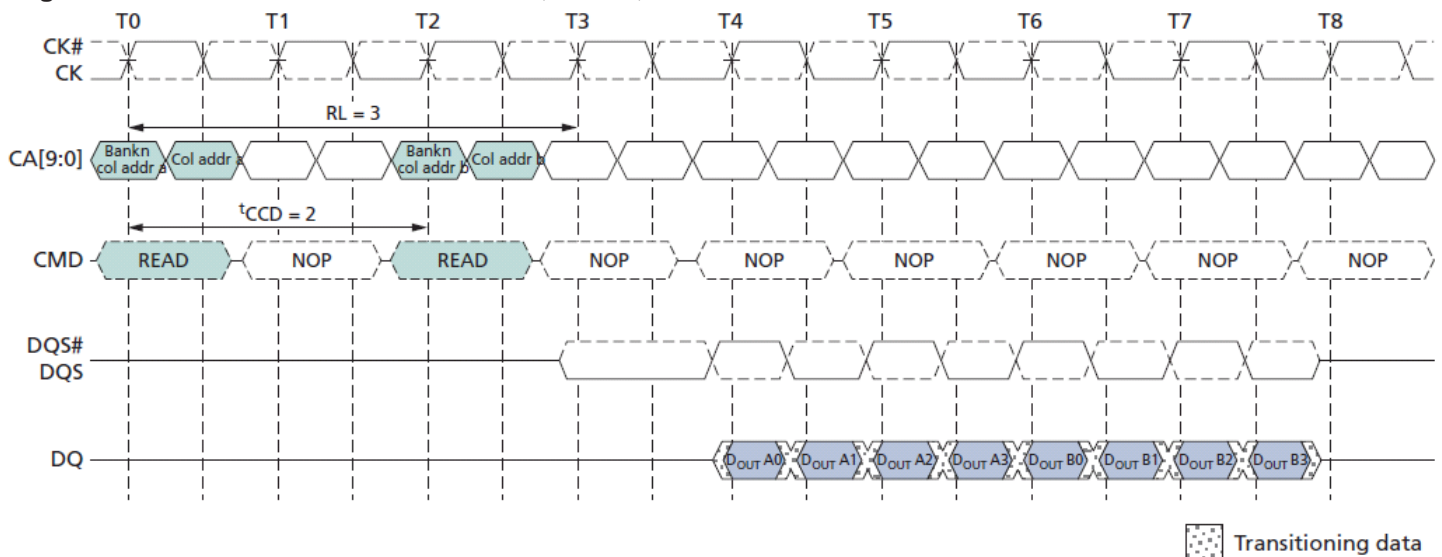 T0 T1 T2 T3 T4 T5 T6 T7 T8
CK#
CK
RL = 3
CA[9:0]
Bankn
col addr a
Col addr a
Bankn
col addr b
Col addr b
tCCD = 2
CMD READ NOP READ NOP NOP NOP NOP NOP NOP
DQS#
DQS
DQ DOUT A0 DOUT A1 DOUT A2 DOUT A3 DOUT B0 DOUT B1 DOUT B2 DOUT B3
Transitioning data